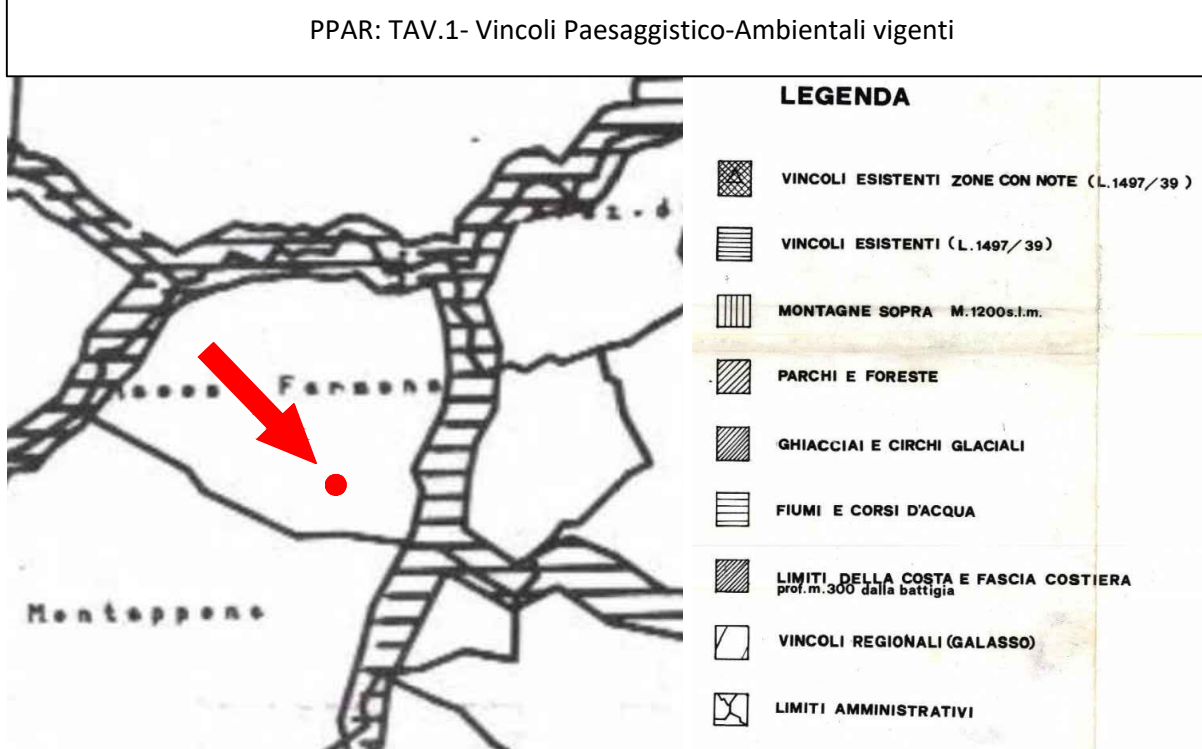 PPAR: TAV.1- Vincoli Paesaggistico-Ambientali vigenti
Farsona
Montappone
LEGENDA
VINCOLI ESISTENTI ZONE CON NOTE (L.1497/39 )
VINCOLI ESISTENTI (L.1497/39)
MONTAGNE SOPRA M.1200s.l.m.
PARCHI E FORESTE
GHIACCIAI E CIRCHI GLACIALI
FIUMI E CORSI D'ACQUA
LIMITI DELLA COSTA E FASCIA COSTIERA
prof.m.300 dalla battigia
VINCOLI REGIONALI (GALASSO)
LIMITI AMMINISTRATIVI